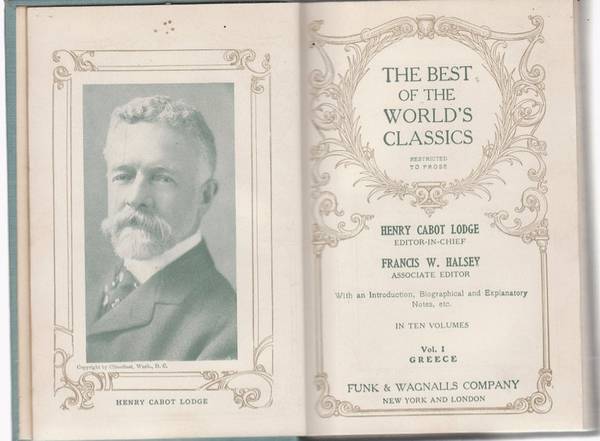 Copyright by Clinedinst, Wash., D. C.
HENRY CABOT LODGE
THE BEST
OF THE
WORLD'S
CLASSICS
RESTRICTED
TO PROSE
HENRY CABOT LODGE
EDITOR-IN-CHIEF
FRANCIS W. HALSEY
ASSOCIATE EDITOR
With an Introduction, Biographical and Explanatory
Notes, etc.
IN TEN VOLUMES
Vol. I
GREECE
FUNK & WAGNALLS COMPANY
NEW YORK AND LONDON